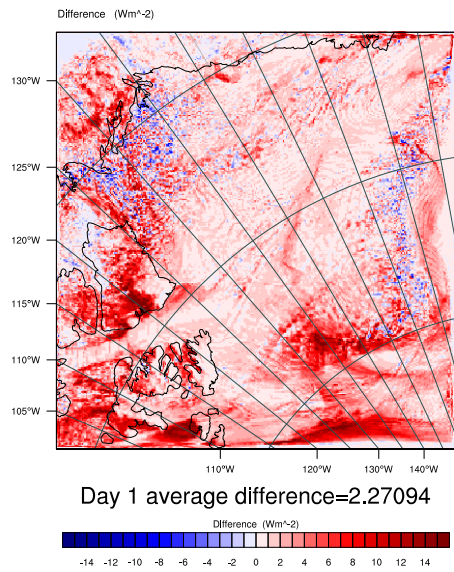 Difference (Wm^-2)
130°W
125°W
120°W
115°W
110°W
105°W
110°W 120°W 130°W 140°W
Day 1 average difference=2.27094
DIfference (Wm^-2)
-14 -12 -10 -8 -6 -4 -2 0 2 4 6 8 10 12 14